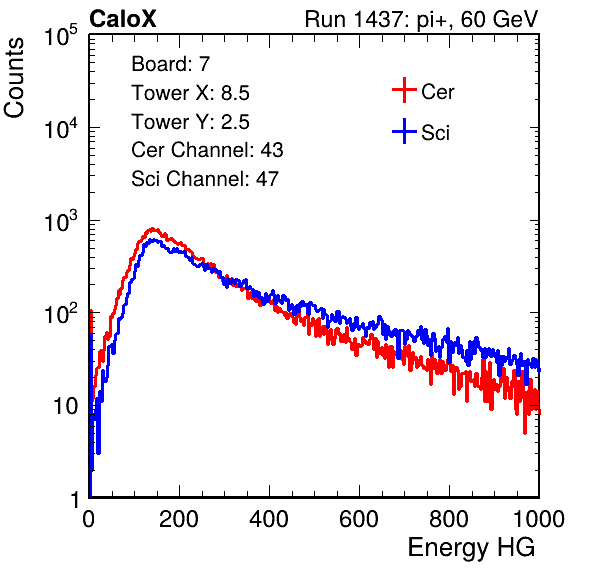 CaloX Run 1437: pi+, 60 GeV
Counts
Board: 7
Tower X: 8.5
Tower Y: 2.5
Cer Channel: 43
Sci Channel: 47
Cer
Sci
10^5
10^4
10^3
10^2
10
1
0 200 400 600 800 1000
Energy HG